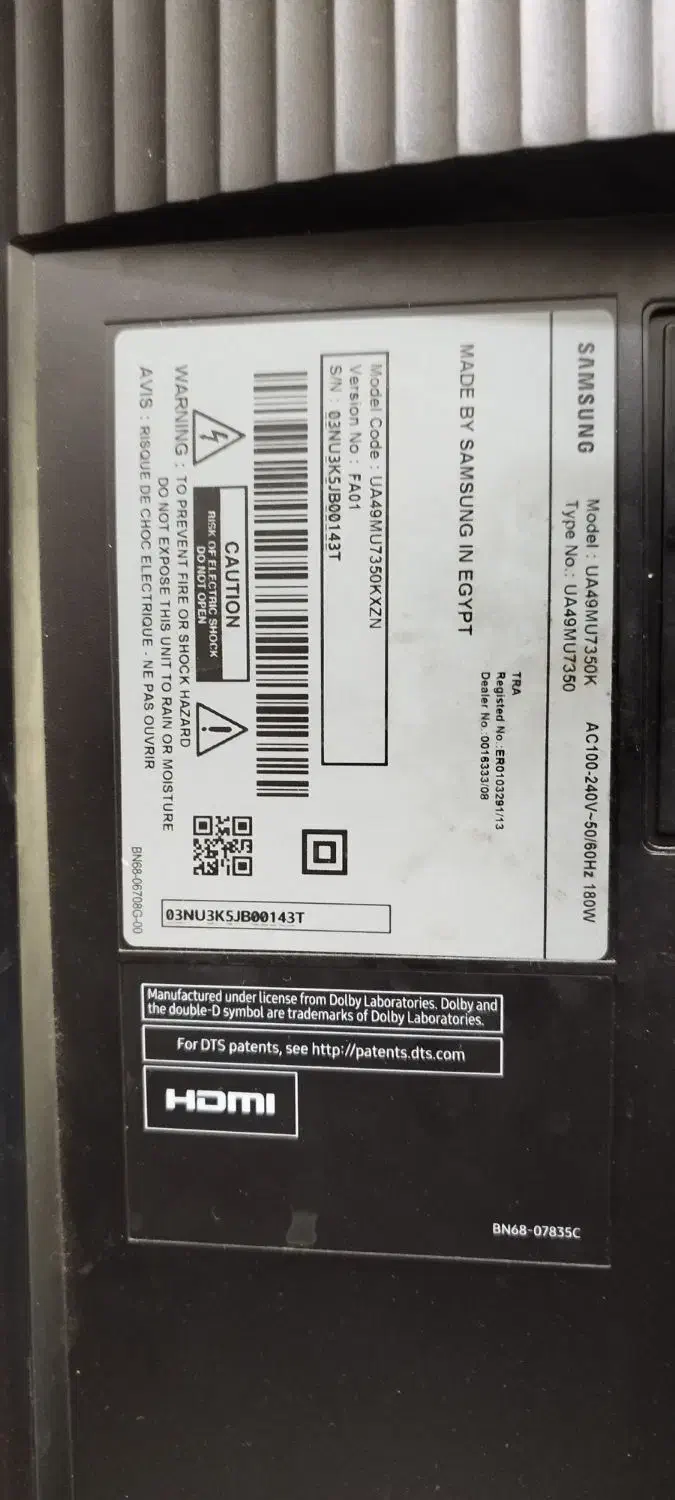 SAMSUNG
Model : UA49MU7350K AC100-240V~50/60Hz 180W
Type No.: UA49MU7350
TRA
Registed No.:ER0103291/13
Dealer No.:0016333/08
MADE BY SAMSUNG IN EGYPT
Model Code : UA49MU7350KXZN
Version No : FA01
S/N : 03NU3K5JB00143T
CAUTION
RISK OF ELECTRIC SHOCK
DO NOT OPEN
WARNING : TO PREVENT FIRE OR SHOCK HAZARD
DO NOT EXPOSE THIS UNIT TO RAIN OR MOISTURE
AVIS : RISQUE DE CHOC ELECTRIQUE - NE PAS OUVRIR
03NU3K5JB00143T
BN68-06708G-00
Manufactured under license from Dolby Laboratories. Dolby and
the double-D symbol are trademarks of Dolby Laboratories.
For DTS patents, see http://patents.dts.com
HDMI
BN68-07835C